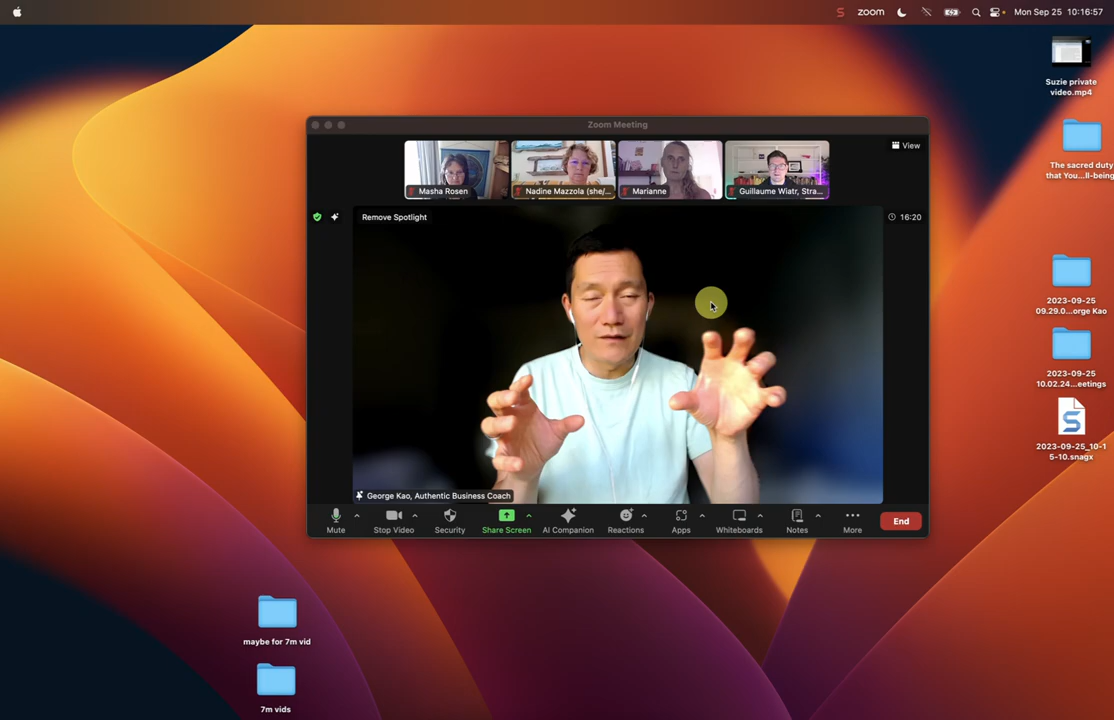 zoom
Mon Sep 25 10:16:57
Suzie private
video.mp4
The sacred duty
that You...ll-being
Zoom Meeting
View
Masha Rosen
Nadine Mazzola (she/...
Marianne
Guillaume Wiatr, Stra...
Remove Spotlight
16:20
2023-09-25
09.29.0...orge Kao
2023-09-25
10.02.24...eetings
2023-09-25_10-1
5-10.snagx
George Kao, Authentic Business Coach
Mute
Stop Video
Security
Share Screen
AI Companion
Reactions
Apps
Whiteboards
Notes
More
End
maybe for 7m vid
7m vids